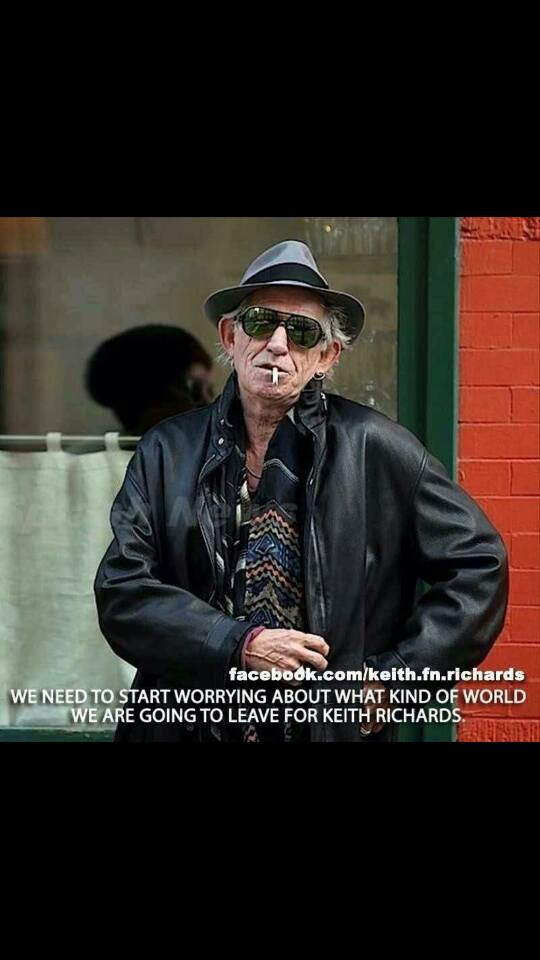 facebook.com/keith.fn.richards
WE NEED TO START WORRYING ABOUT WHAT KIND OF WORLD
WE ARE GOING TO LEAVE FOR KEITH RICHARDS.